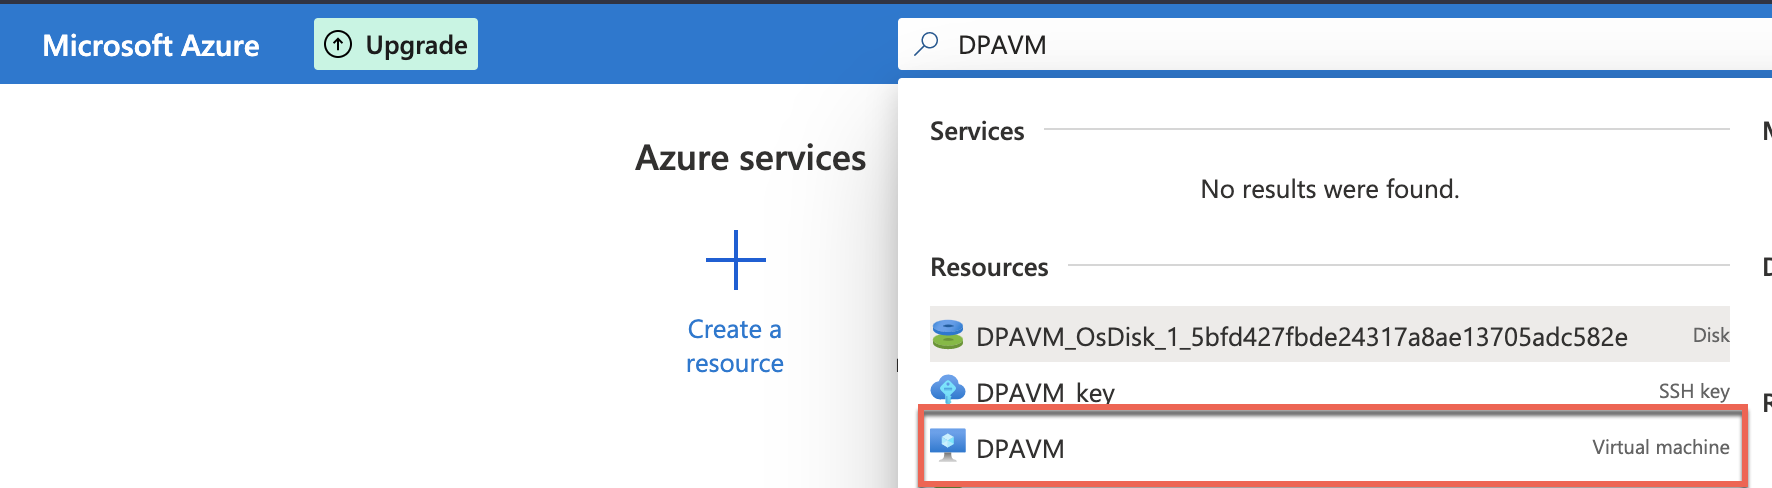 Microsoft Azure
Upgrade
DPAVM
Azure services
Create a
resource
Services
No results were found.
Resources
DPAVM_OsDisk_1_5bfd427fbde24317a8ae13705adc582e Disk
DPAVM_key SSH key
DPAVM Virtual machine